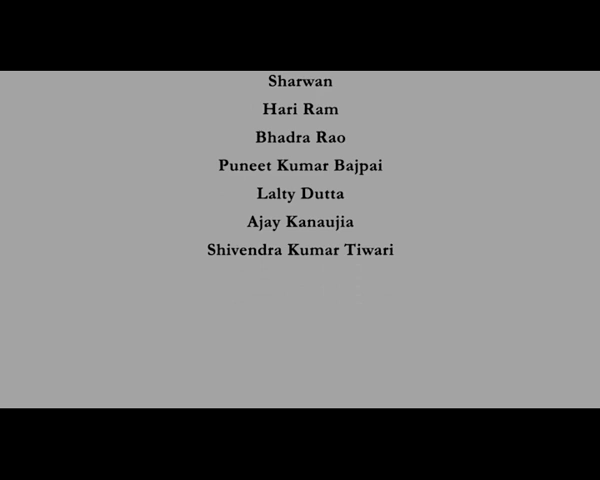 Sharwan
Hari Ram
Bhadra Rao
Puneet Kumar Bajpai
Lalty Dutta
Ajay Kanaujia
Shivendra Kumar Tiwari